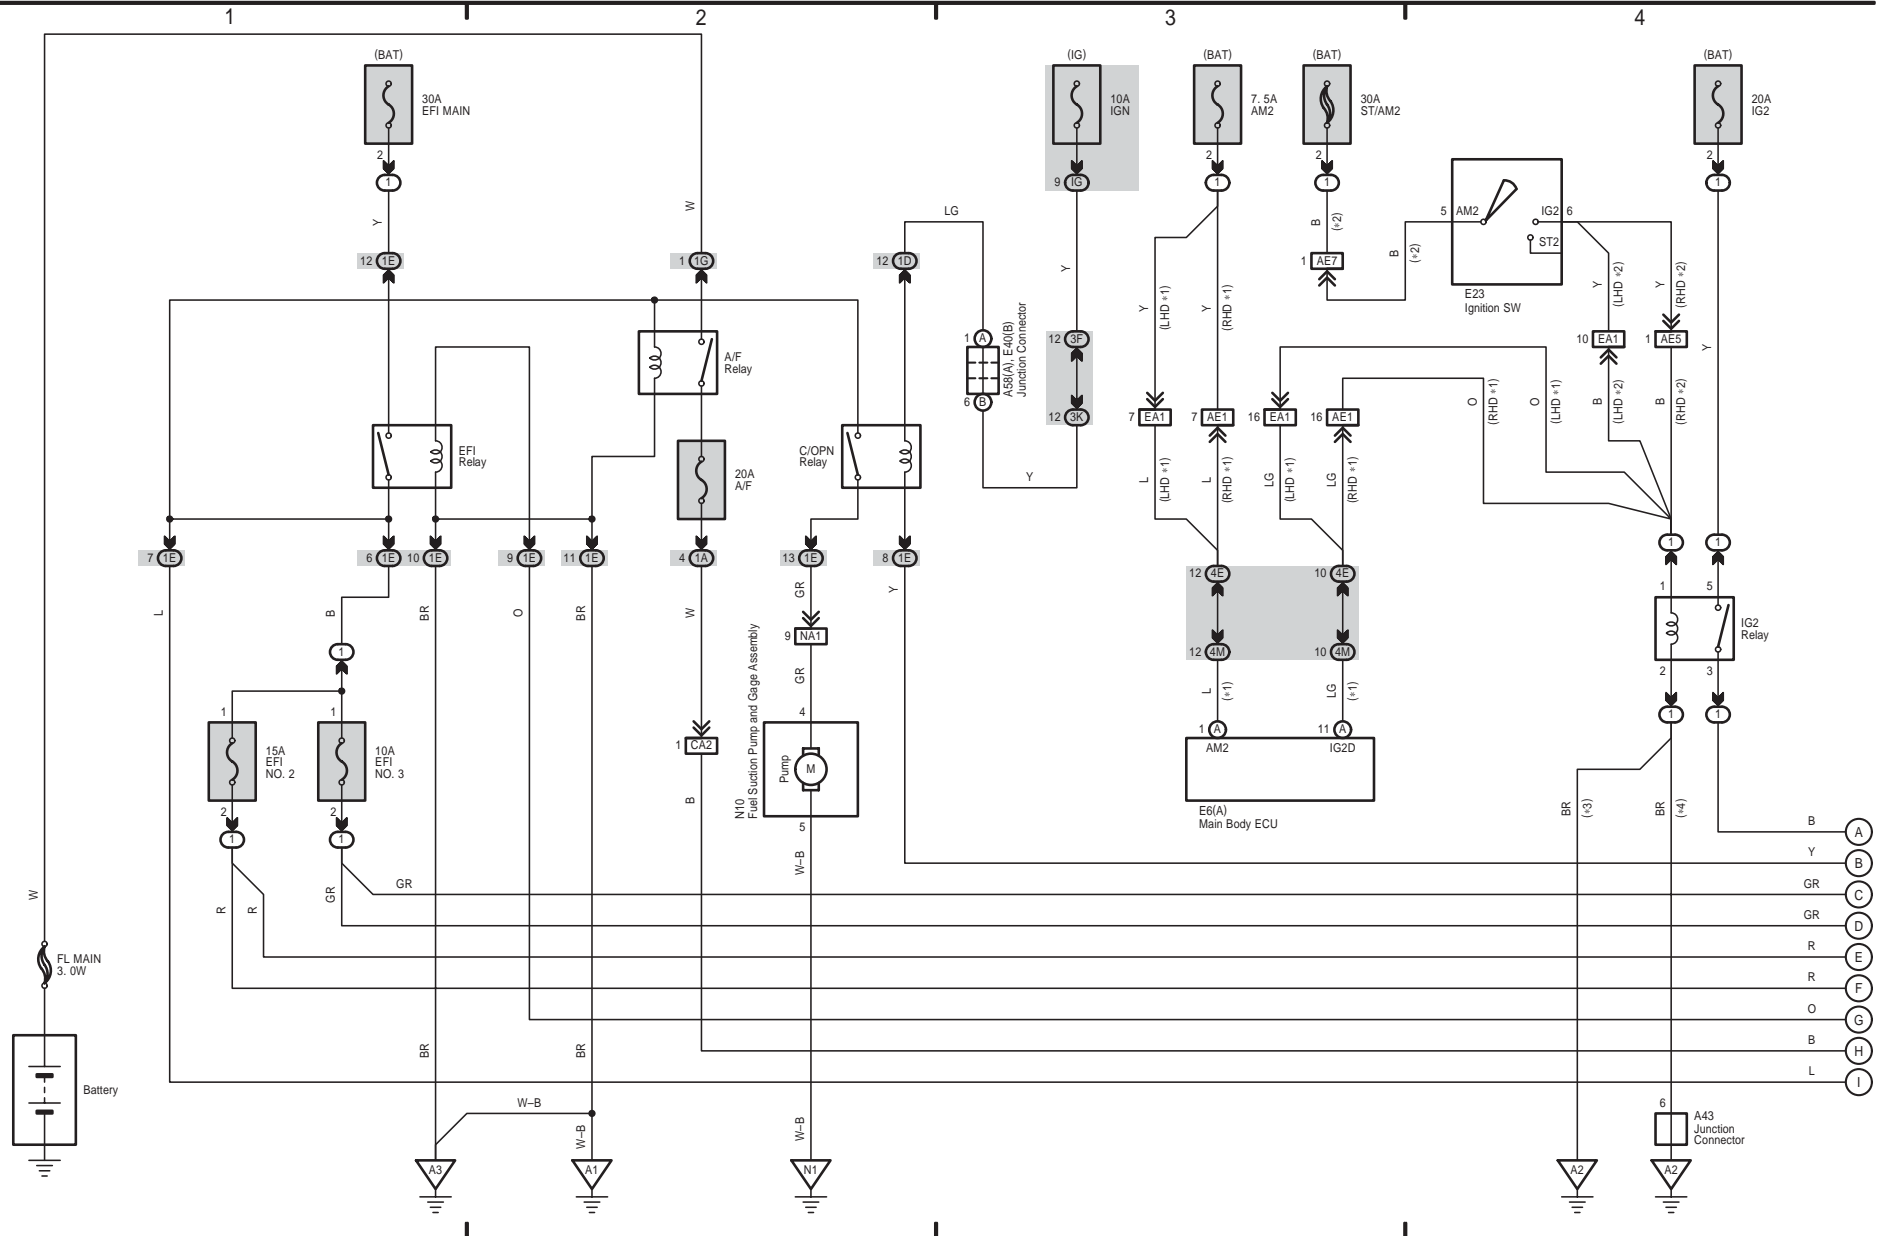 1 2 3 4
(BAT) (IG) (BAT) (BAT) (BAT)
30A
EFI MAIN
10A
IGN
7. 5A
AM2
30A
ST/AM2
20A
IG2
2 2 2 2
1 9 IG 1 1 1
Y
W
LG
B
(∗2)
B
(∗2)
5 AM2 IG2 6
ST2
E23
Ignition SW
12 1E
1 1G
12 1D
1 AE7
Y
Y
(LHD ∗1)
Y
(RHD ∗1)
Y
(LHD ∗2)
Y
(RHD ∗2)
Y
A/F
Relay
1 A
6 B
A58(A), E40(B)
Junction Connector
12 3F
12 3K
10 EA1
1 AE5
7 EA1
7 AE1
16 EA1
16 AE1
O
(RHD ∗1)
O
(LHD ∗1)
B
(LHD ∗2)
B
(RHD ∗2)
EFI
Relay
20A
A/F
C/OPN
Relay
Y
L
(LHD ∗1)
L
(RHD ∗1)
LG
(LHD ∗1)
LG
(RHD ∗1)
7 1E
6 1E
10 1E
9 1E
11 1E
4 1A
13 1E
8 1E
12 4E
10 4E
1 1
L
B
BR
O
BR
W
GR
Y
1 5
IG2
Relay
2 3
9 NA1
12 4M
10 4M
1
GR
L
(∗1)
LG
(∗1)
1 1
1 1
15A
EFI
NO. 2
10A
EFI
NO. 3
2 2
1 1
1 CA2
N10
Fuel Suction Pump and Gage Assembly
4
Pump
M
5
1 A
11 A
AM2 IG2D
E6(A)
Main Body ECU
B
W–B
BR
(∗3)
BR
(∗4)
B A
Y B
GR GR C
GR D
R E
R F
O G
B H
L I
W
R
R
GR
FL MAIN
3. 0W
Battery
BR
BR
W–B
W–B
W–B
6
A43
Junction
Connector
A3 A1 N1 A2 A2